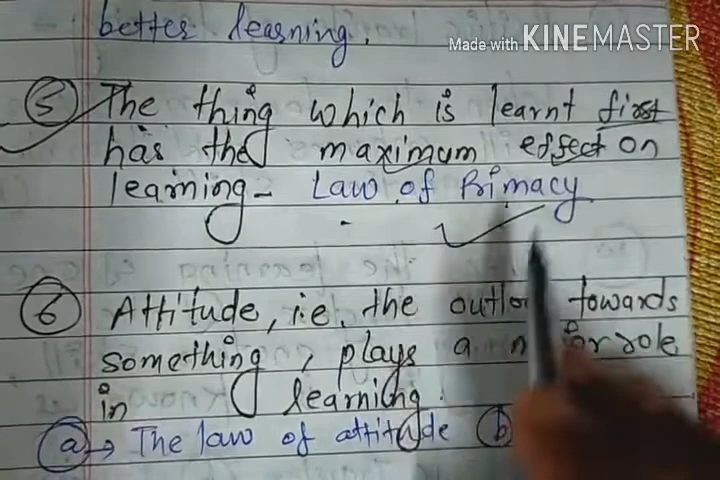 better learning.
Made with KINEMASTER
5 The thing which is learnt first
has the maximum effect on
learning - Law of Primacy
6 Attitude, i.e. the towards
something, plays a role
in learning.
a → The law of attitude b